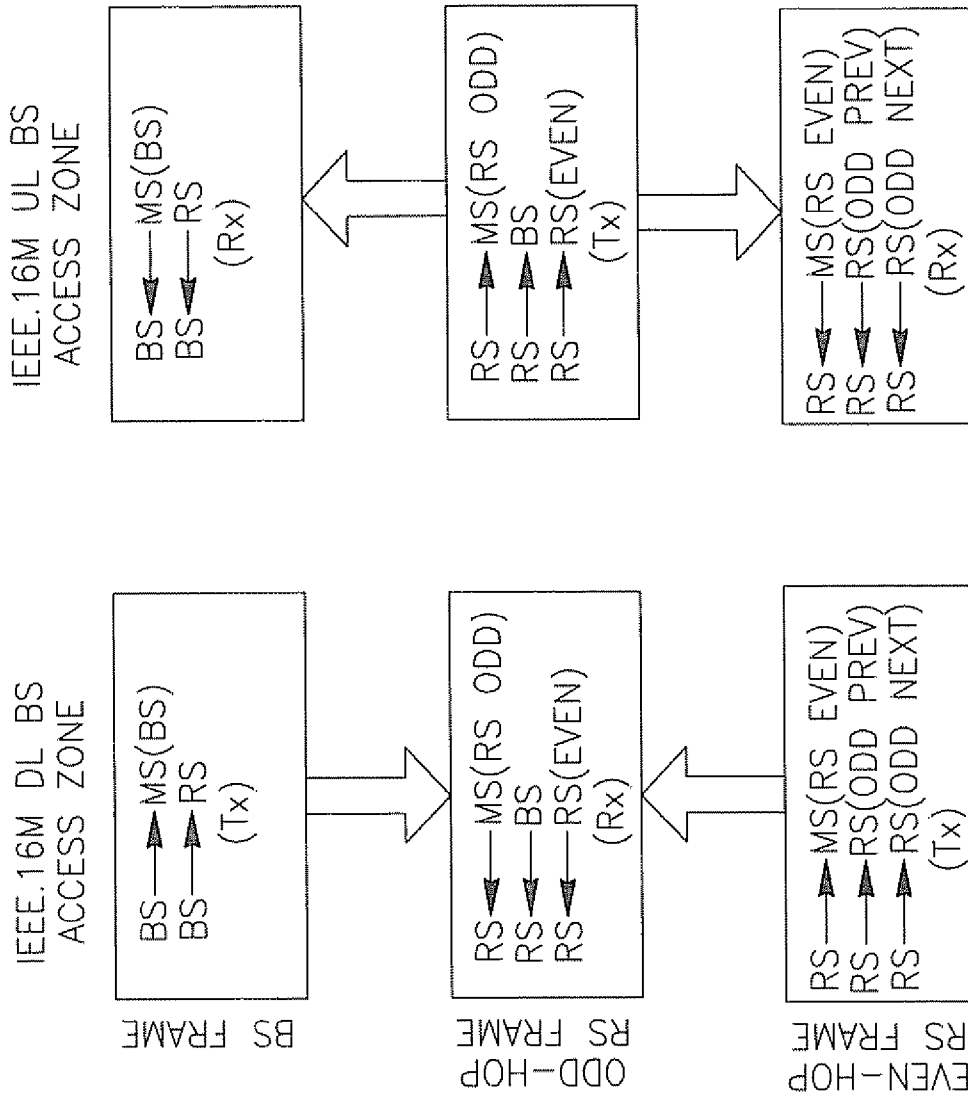 IEEE.16M DL BS
ACCESS ZONE
IEEE.16M UL BS
ACCESS ZONE
BS FRAME
BS → MS(BS)
BS → RS
(Tx)
BS ← MS(BS)
BS ← RS
(Rx)
ODD-HOP
RS FRAME
RS ← MS(RS ODD)
RS ← BS
RS ← RS(EVEN)
(Rx)
RS → MS(RS ODD)
RS → BS
RS → RS(EVEN)
(Tx)
EVEN-HOP
RS FRAME
RS → MS(RS EVEN)
RS → RS(ODD PREV)
RS → RS(ODD NEXT)
(Tx)
RS ← MS(RS EVEN)
RS ← RS(ODD PREV)
RS ← RS(ODD NEXT)
(Rx)